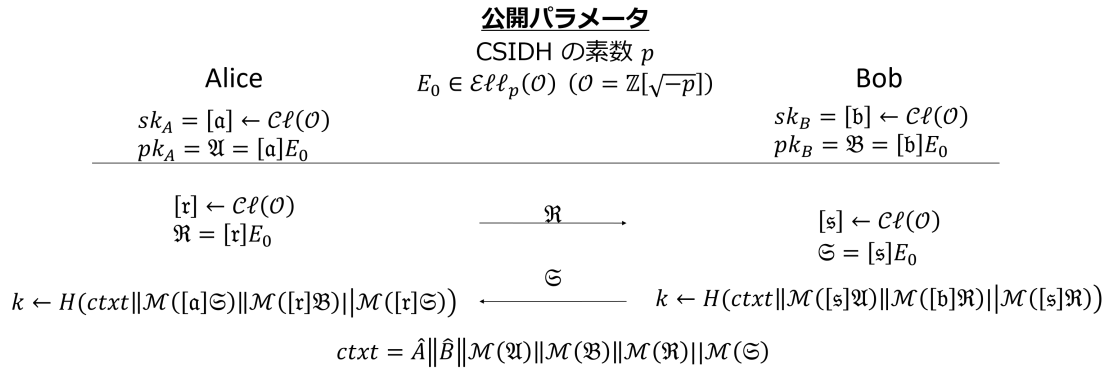 公開パラメータ
CSIDH の素数 𝑝
Alice
𝐸₀ ∈ ℰℓℓ𝑝(𝒪) (𝒪 = ℤ[√−𝑝])
Bob
𝑠𝑘_A = [𝔞] ← 𝒞ℓ(𝒪)
𝑝𝑘_A = 𝔄 = [𝔞]𝐸₀
𝑠𝑘_B = [𝔟] ← 𝒞ℓ(𝒪)
𝑝𝑘_B = 𝔅 = [𝔟]𝐸₀
[𝔯] ← 𝒞ℓ(𝒪)
ℜ = [𝔯]𝐸₀
ℜ
[𝔰] ← 𝒞ℓ(𝒪)
𝔖 = [𝔰]𝐸₀
𝔖
𝑘 ← 𝐻(𝑐𝑡𝑥𝑡‖ℳ([𝔞]𝔖)‖ℳ([𝔯]𝔅)||ℳ([𝔯]𝔖))
𝑘 ← 𝐻(𝑐𝑡𝑥𝑡‖ℳ([𝔰]𝔄)‖ℳ([𝔟]ℜ)||ℳ([𝔰]ℜ))
𝑐𝑡𝑥𝑡 = Â‖B̂‖ℳ(𝔄)‖ℳ(𝔅)‖ℳ(ℜ)||ℳ(𝔖)